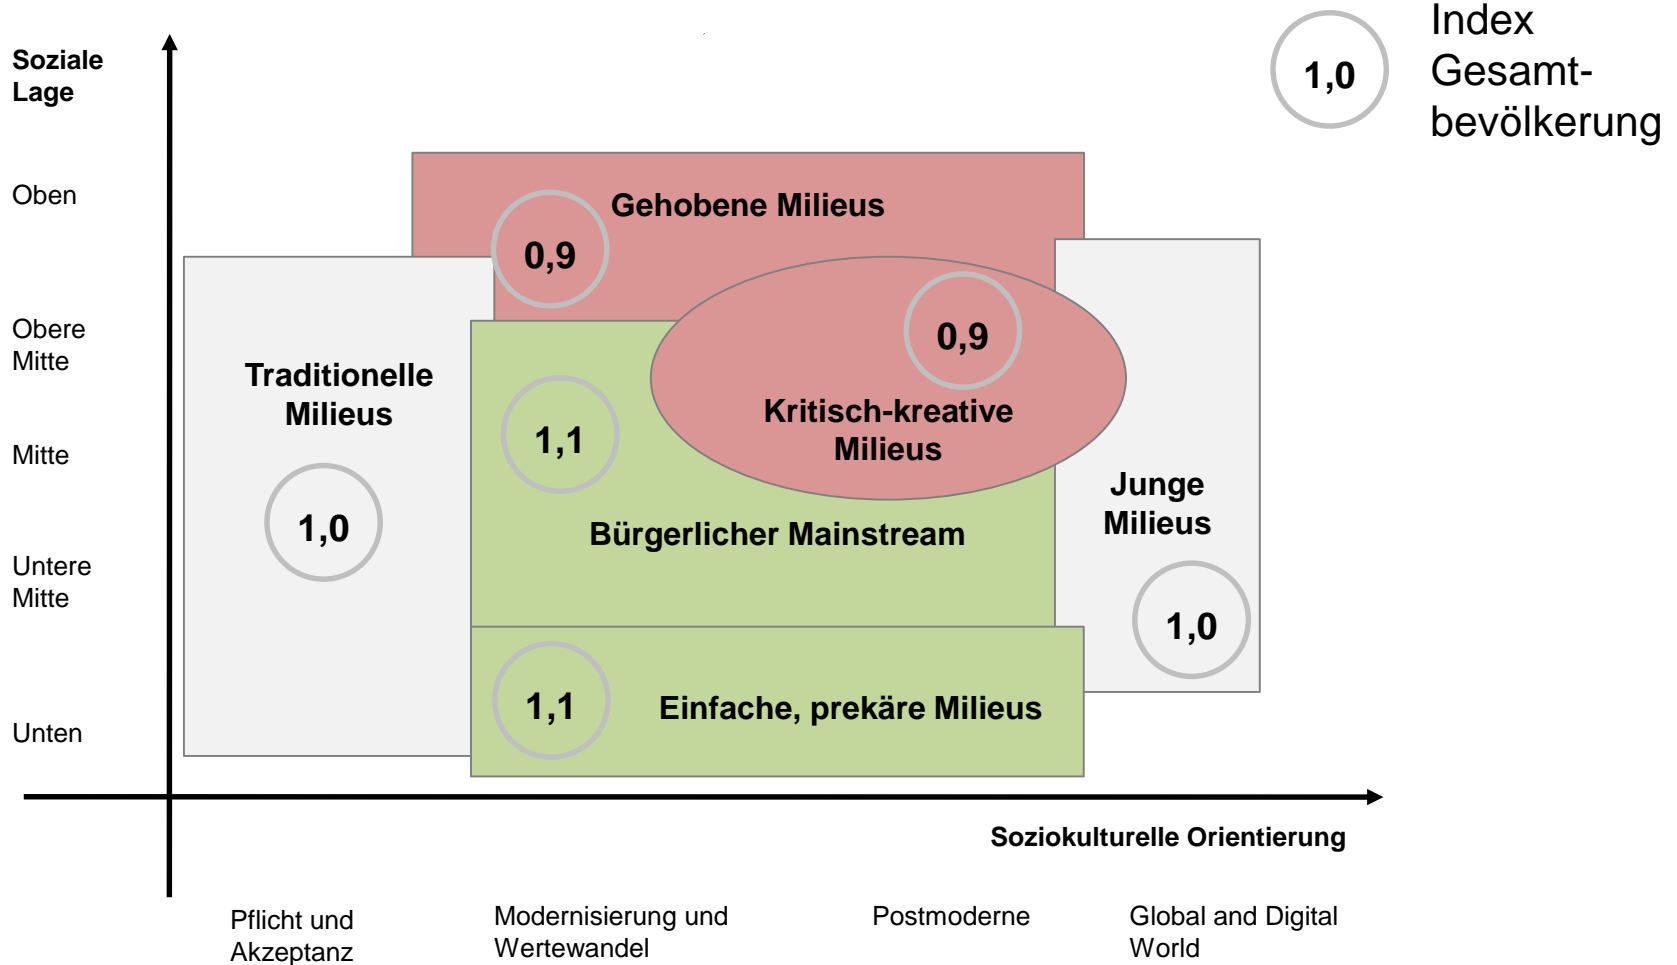 Index
Gesamt-
bevölkerung
1,0
Soziale
Lage
Oben
Obere
Mitte
Mitte
Untere
Mitte
Unten
Gehobene Milieus
0,9
0,9
Kritisch-kreative
Milieus
Traditionelle
Milieus
1,0
1,1
Bürgerlicher Mainstream
Junge
Milieus
1,0
1,1
Einfache, prekäre Milieus
Soziokulturelle Orientierung
Pflicht und
Akzeptanz
Modernisierung und
Wertewandel
Postmoderne
Global and Digital
World